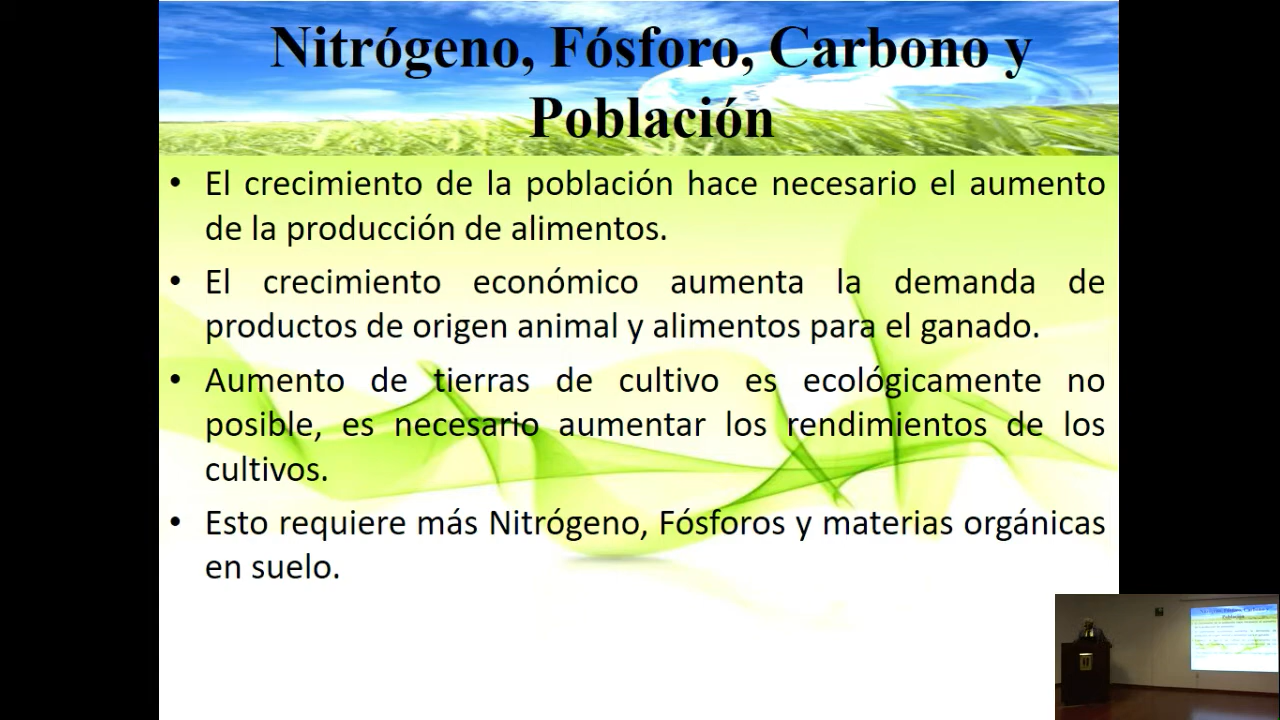 Nitrógeno, Fósforo, Carbono y
Población
• El crecimiento de la población hace necesario el aumento
de la producción de alimentos.
• El crecimiento económico aumenta la demanda de
productos de origen animal y alimentos para el ganado.
• Aumento de tierras de cultivo es ecológicamente no
posible, es necesario aumentar los rendimientos de los
cultivos.
• Esto requiere más Nitrógeno, Fósforos y materias orgánicas
en suelo.